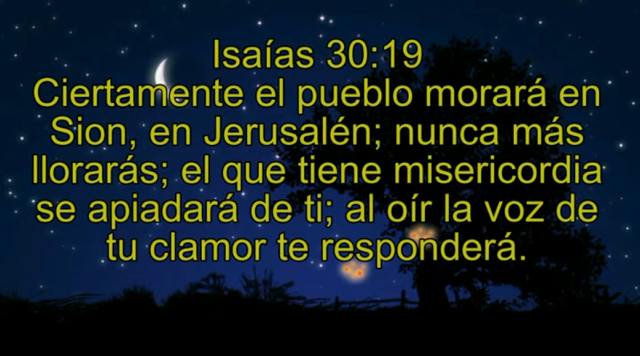 Isaías 30:19
Ciertamente el pueblo morará en
Sion, en Jerusalén; nunca más
llorarás; el que tiene misericordia
se apiadará de ti; al oír la voz de
tu clamor te responderá.